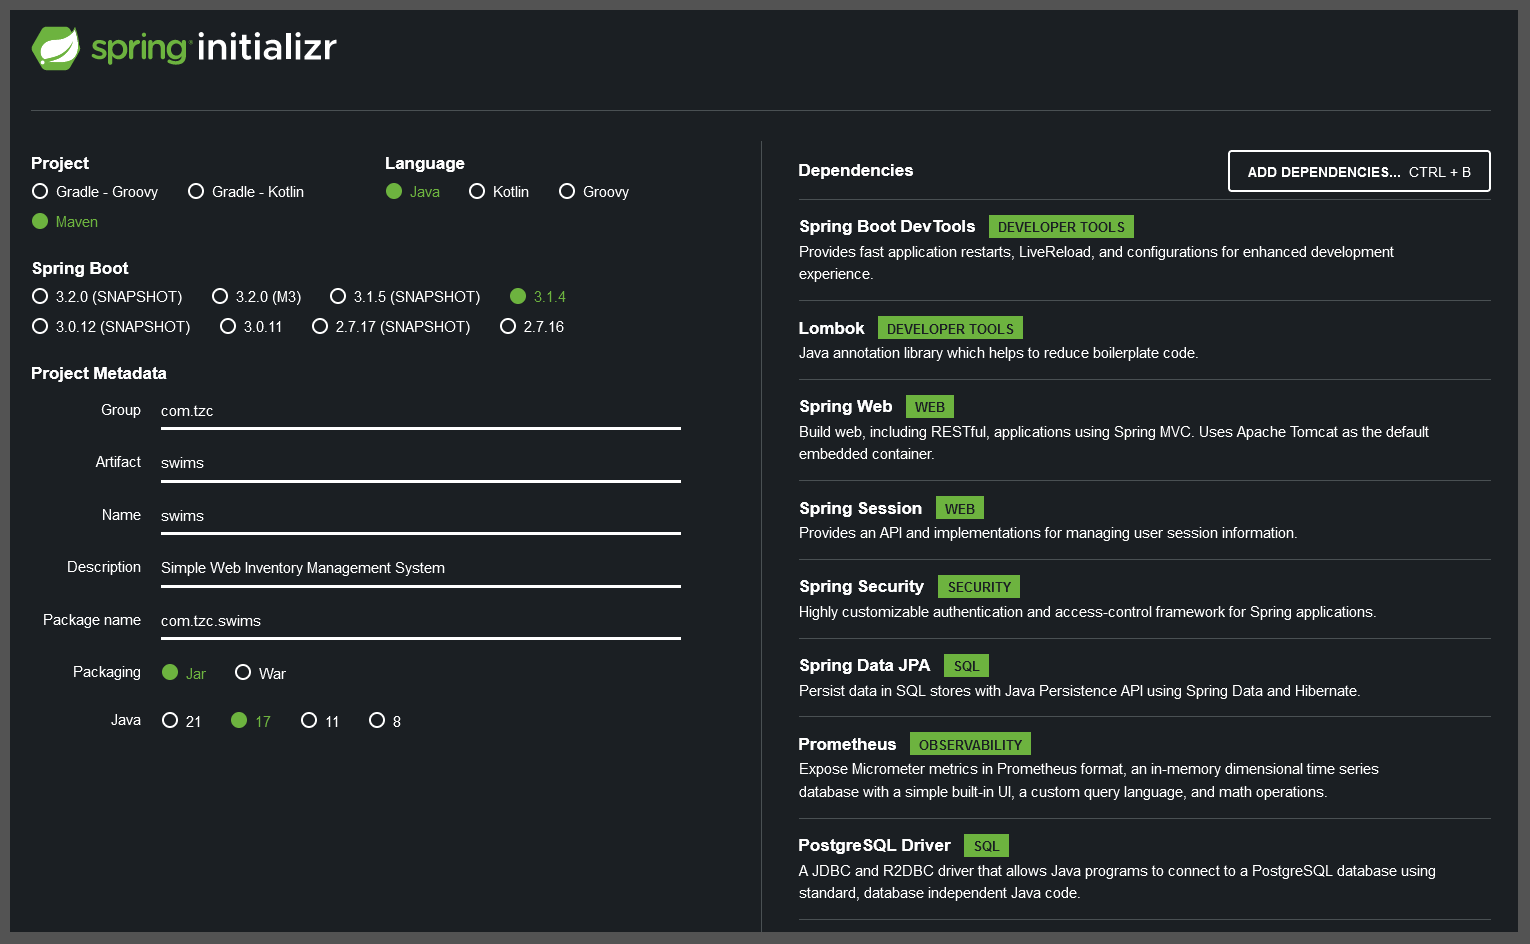 spring initializr
Project
Gradle - Groovy Gradle - Kotlin
Maven
Language
Java Kotlin Groovy
Spring Boot
3.2.0 (SNAPSHOT) 3.2.0 (M3) 3.1.5 (SNAPSHOT) 3.1.4
3.0.12 (SNAPSHOT) 3.0.11 2.7.17 (SNAPSHOT) 2.7.16
Project Metadata
Group com.tzc
Artifact swims
Name swims
Description Simple Web Inventory Management System
Package name com.tzc.swims
Packaging Jar War
Java 21 17 11 8
Dependencies ADD DEPENDENCIES... CTRL + B
Spring Boot DevTools DEVELOPER TOOLS
Provides fast application restarts, LiveReload, and configurations for enhanced development
experience.
Lombok DEVELOPER TOOLS
Java annotation library which helps to reduce boilerplate code.
Spring Web WEB
Build web, including RESTful, applications using Spring MVC. Uses Apache Tomcat as the default
embedded container.
Spring Session WEB
Provides an API and implementations for managing user session information.
Spring Security SECURITY
Highly customizable authentication and access-control framework for Spring applications.
Spring Data JPA SQL
Persist data in SQL stores with Java Persistence API using Spring Data and Hibernate.
Prometheus OBSERVABILITY
Expose Micrometer metrics in Prometheus format, an in-memory dimensional time series
database with a simple built-in UI, a custom query language, and math operations.
PostgreSQL Driver SQL
A JDBC and R2DBC driver that allows Java programs to connect to a PostgreSQL database using
standard, database independent Java code.